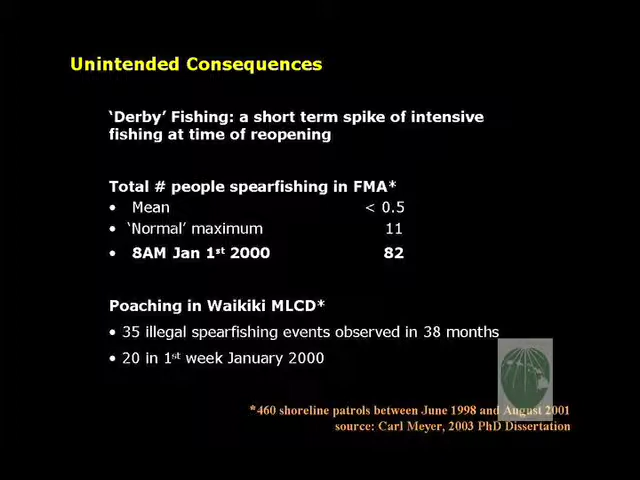 Unintended Consequences
‘Derby’ Fishing: a short term spike of intensive
fishing at time of reopening
Total # people spearfishing in FMA*
• Mean < 0.5
• ‘Normal’ maximum 11
• 8AM Jan 1st 2000 82
Poaching in Waikiki MLCD*
• 35 illegal spearfishing events observed in 38 months
• 20 in 1st week January 2000
*460 shoreline patrols between June 1998 and August 2001
source: Carl Meyer, 2003 PhD Dissertation